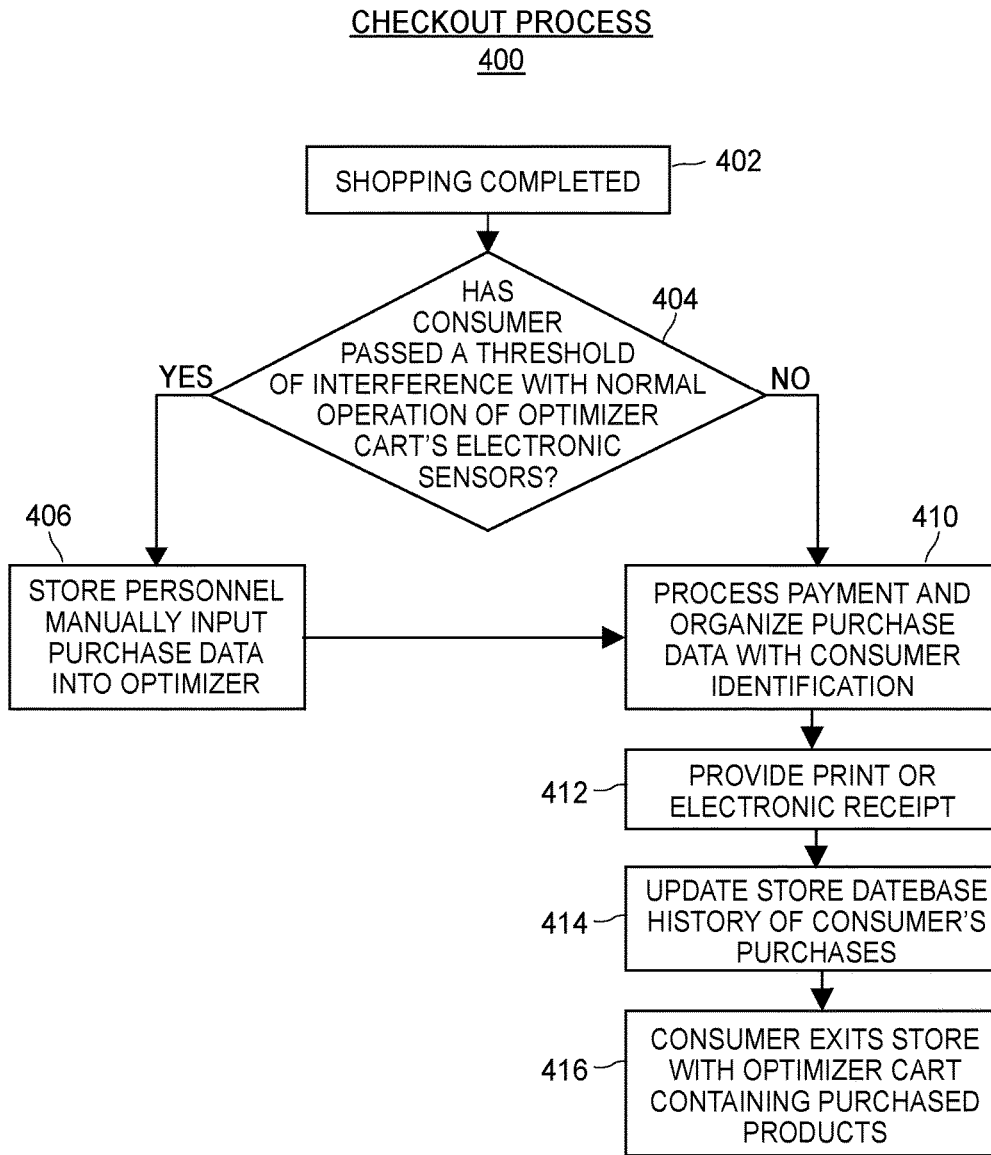 CHECKOUT PROCESS
400
SHOPPING COMPLETED
402
HAS
CONSUMER
PASSED A THRESHOLD
OF INTERFERENCE WITH NORMAL
OPERATION OF OPTIMIZER
CART'S ELECTRONIC
SENSORS?
404
YES
NO
406
STORE PERSONNEL
MANUALLY INPUT
PURCHASE DATA
INTO OPTIMIZER
410
PROCESS PAYMENT AND
ORGANIZE PURCHASE
DATA WITH CONSUMER
IDENTIFICATION
412
PROVIDE PRINT OR
ELECTRONIC RECEIPT
414
UPDATE STORE DATEBASE
HISTORY OF CONSUMER'S
PURCHASES
416
CONSUMER EXITS STORE
WITH OPTIMIZER CART
CONTAINING PURCHASED
PRODUCTS